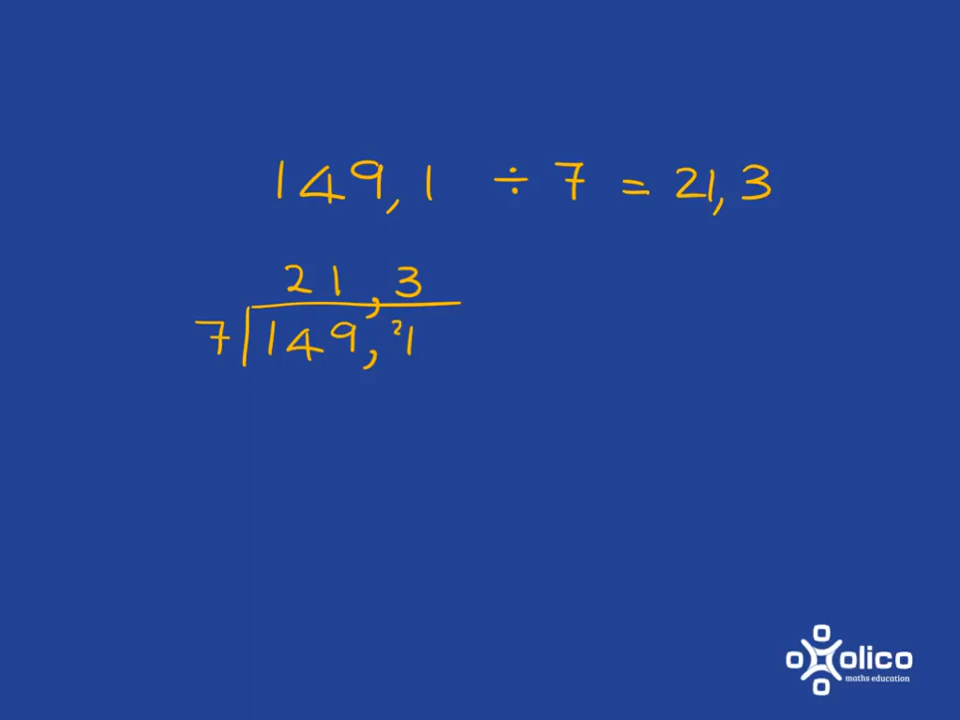 149,1 ÷ 7 = 21,3
21,3
7)149,²1
olico
maths education